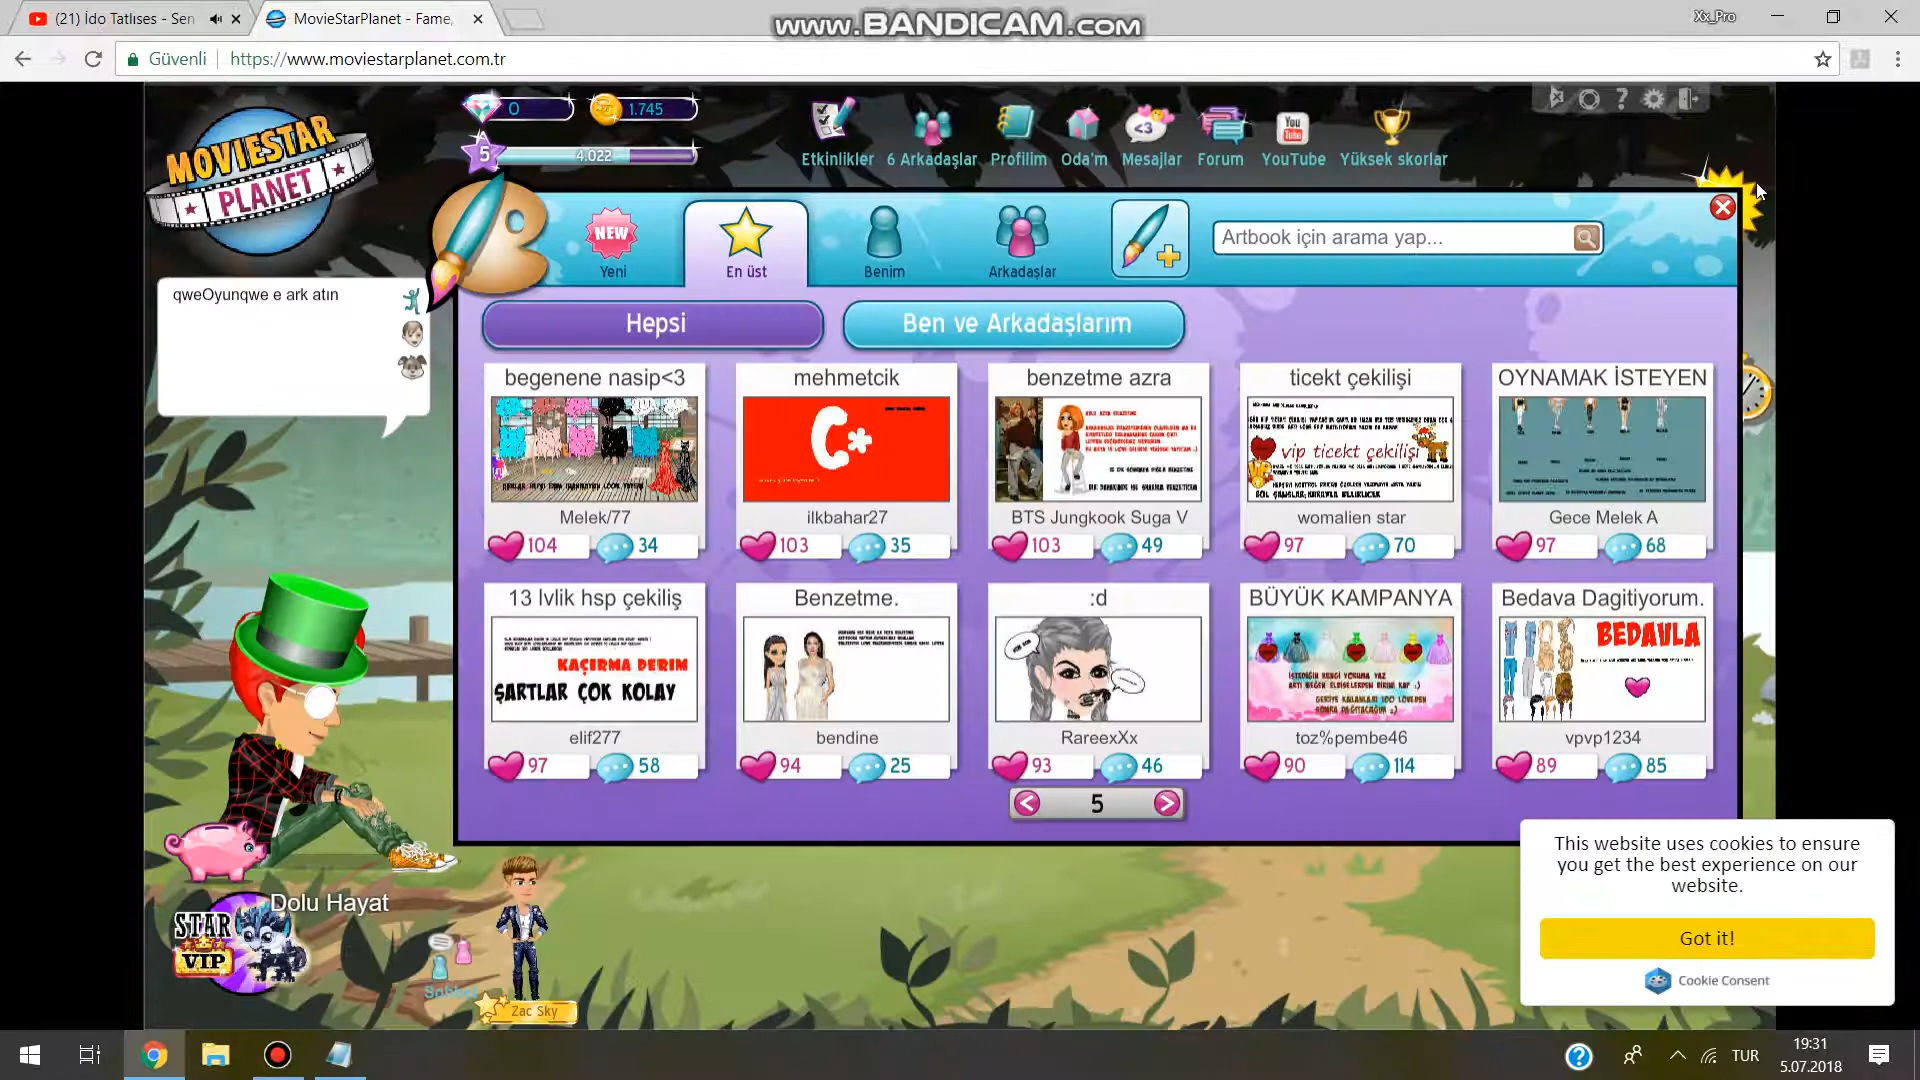 (21) İdo Tatlıses - Sen
MovieStarPlanet - Fame,
www.BANDICAM.com
Xx_Pro
Güvenli
https://www.moviestarplanet.com.tr
MOVIESTAR
PLANET
0
1.745
5
4.022
Etkinlikler
6 Arkadaşlar
Profilim
Oda'm
<3
Mesajlar
Forum
You
Tube
YouTube
Yüksek skorlar
?
NEW
Yeni
En üst
Benim
Arkadaşlar
Artbook için arama yap...
qweOyunqwe e ark atın
Hepsi
Ben ve Arkadaşlarım
begenene nasip<3
mehmetcik
benzetme azra
ticekt çekilişi
OYNAMAK İSTEYEN
vip ticekt çekilişi
Melek/77
ilkbahar27
BTS Jungkook Suga V
womalien star
Gece Melek A
104
34
103
35
103
49
97
70
97
68
13 lvlik hsp çekiliş
Benzetme.
:d
BÜYÜK KAMPANYA
Bedava Dagitiyorum.
KAÇIRMA DERIM
ŞARTLAR ÇOK KOLAY
BEDAVLA
elif277
bendine
RareexXx
toz%pembe46
vpvp1234
97
58
94
25
93
46
90
114
89
85
<
5
>
This website uses cookies to ensure
you get the best experience on our
website.
Got it!
Cookie Consent
Dolu Hayat
STAR
VIP
Zac Sky
?
TUR
19:31
5.07.2018